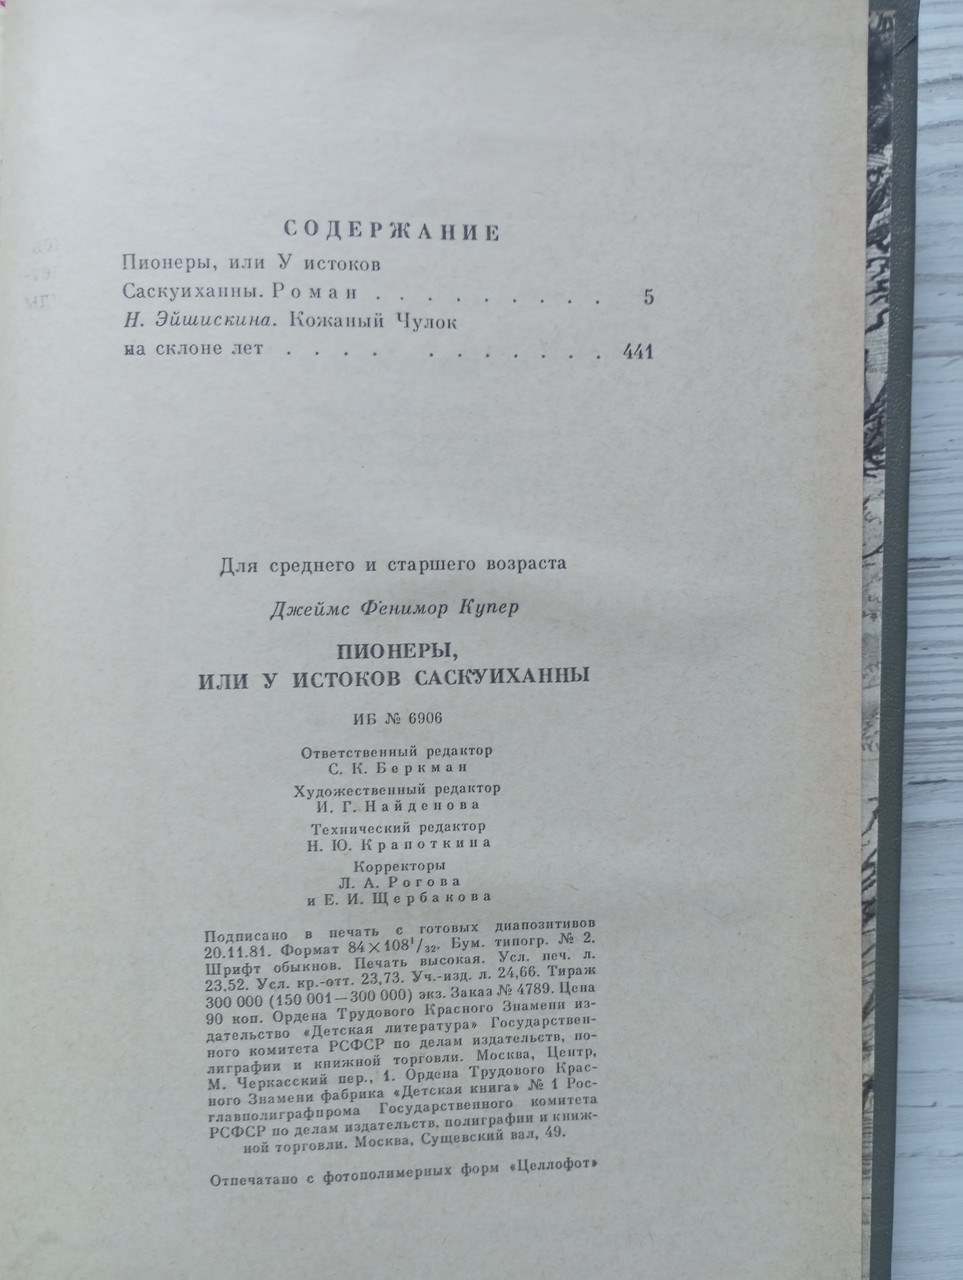 СОДЕРЖАНИЕ
Пионеры, или У истоков
Саскуиханны. Роман . . . . . . . . . 5
Н. Эйшискина. Кожаный Чулок
на склоне лет . . . . . . . . . . . 441
Для среднего и старшего возраста
Джеймс Фенимор Купер
ПИОНЕРЫ,
ИЛИ У ИСТОКОВ САСКУИХАННЫ
ИБ № 6906
Ответственный редактор
С. К. Беркман
Художественный редактор
И. Г. Найденова
Технический редактор
Н. Ю. Крапоткина
Корректоры
Л. А. Рогова
и Е. И. Щербакова
Подписано в печать с готовых диапозитивов
20.11.81. Формат 84×108¹/₃₂. Бум. типогр. № 2.
Шрифт обыкнов. Печать высокая. Усл. печ. л.
23,52. Усл. кр.-отт. 23,73. Уч.-изд. л. 24,66. Тираж
300 000 (150 001—300 000) экз. Заказ № 4789. Цена
90 коп. Ордена Трудового Красного Знамени из-
дательство «Детская литература» Государствен-
ного комитета РСФСР по делам издательств, по-
лиграфии и книжной торговли. Москва, Центр,
М. Черкасский пер., 1. Ордена Трудового Крас-
ного Знамени фабрика «Детская книга» № 1 Рос-
главполиграфпрома Государственного комитета
РСФСР по делам издательств, полиграфии и книж-
ной торговли. Москва, Сущевский вал, 49.
Отпечатано с фотополимерных форм «Целлофот»